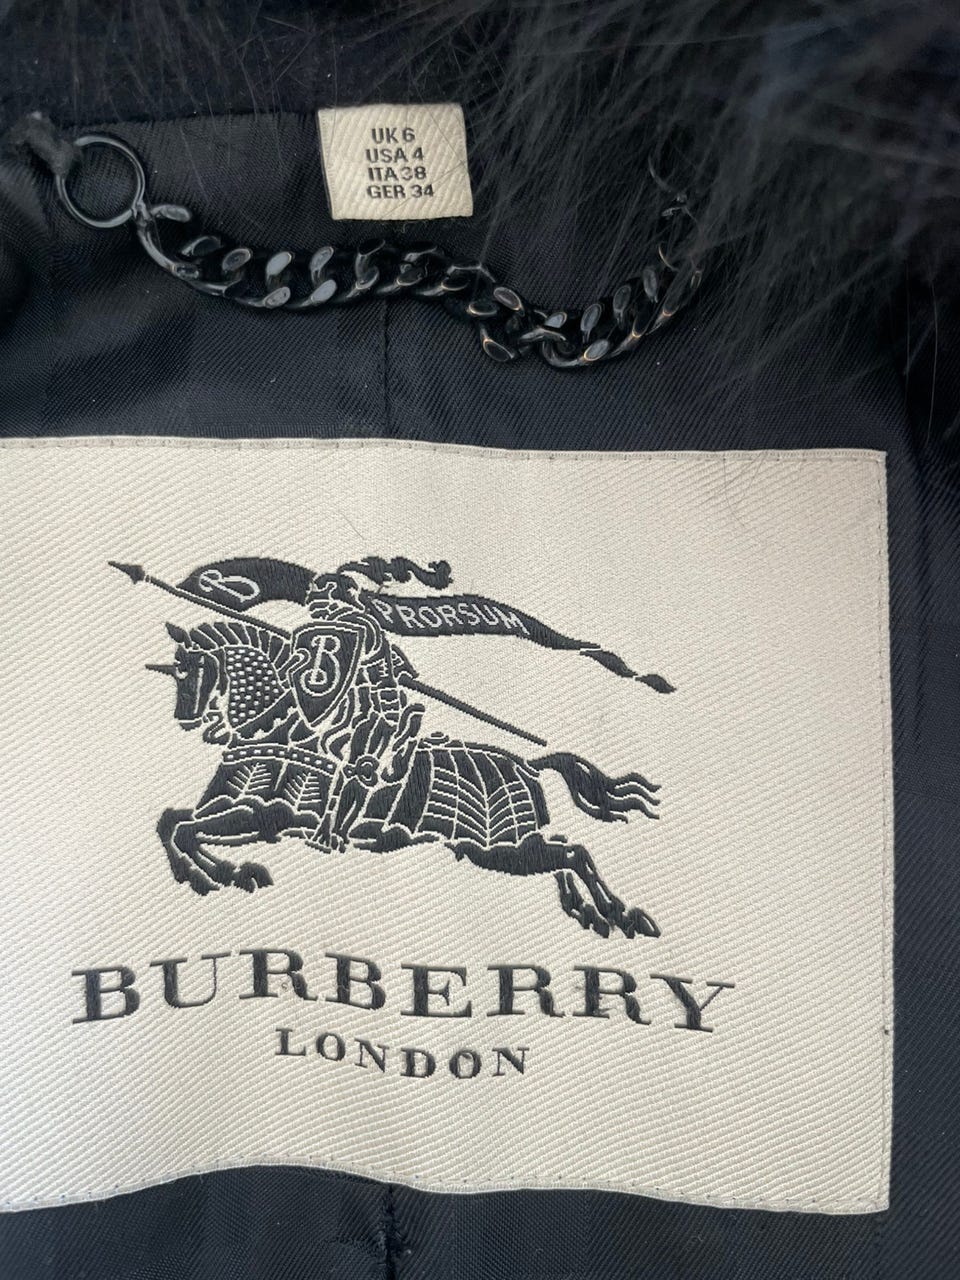 UK 6
USA 4
ITA 38
GER 34
B
PRORSUM
B
BURBERRY
LONDON